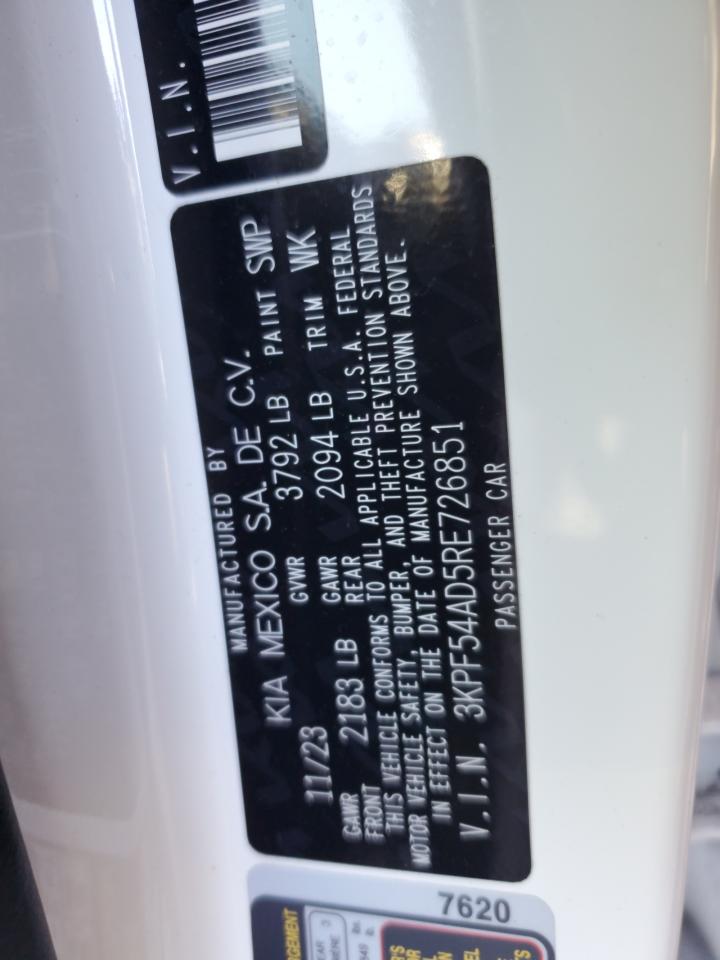 V.I.N.
MANUFACTURED BY
KIA MEXICO S.A. DE C.V.
11/23 GVWR 3792 LB PAINT SWP
GAWR FRONT 2183 LB GAWR REAR 2094 LB TRIM WK
THIS VEHICLE CONFORMS TO ALL APPLICABLE U.S.A. FEDERAL
MOTOR VEHICLE SAFETY, BUMPER, AND THEFT PREVENTION STANDARDS
IN EFFECT ON THE DATE OF MANUFACTURE SHOWN ABOVE.
V.I.N. 3KPF54AD5RE726851
PASSENGER CAR
7620